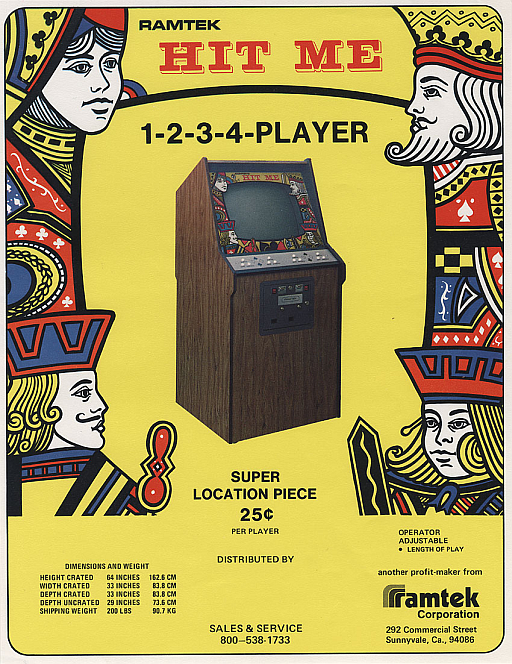 RAMTEK
HIT ME
1-2-3-4-PLAYER
HIT ME
SUPER
LOCATION PIECE
25¢
PER PLAYER
DISTRIBUTED BY
OPERATOR
ADJUSTABLE
• LENGTH OF PLAY
DIMENSIONS AND WEIGHT
HEIGHT CRATED 64 INCHES 162.6 CM
WIDTH CRATED 33 INCHES 83.8 CM
DEPTH CRATED 33 INCHES 83.8 CM
DEPTH UNCRATED 29 INCHES 73.6 CM
SHIPPING WEIGHT 200 LBS 90.7 KG
another profit-maker from
ramtek
Corporation
292 Commercial Street
Sunnyvale, Ca., 94086
SALES & SERVICE
800-538-1733